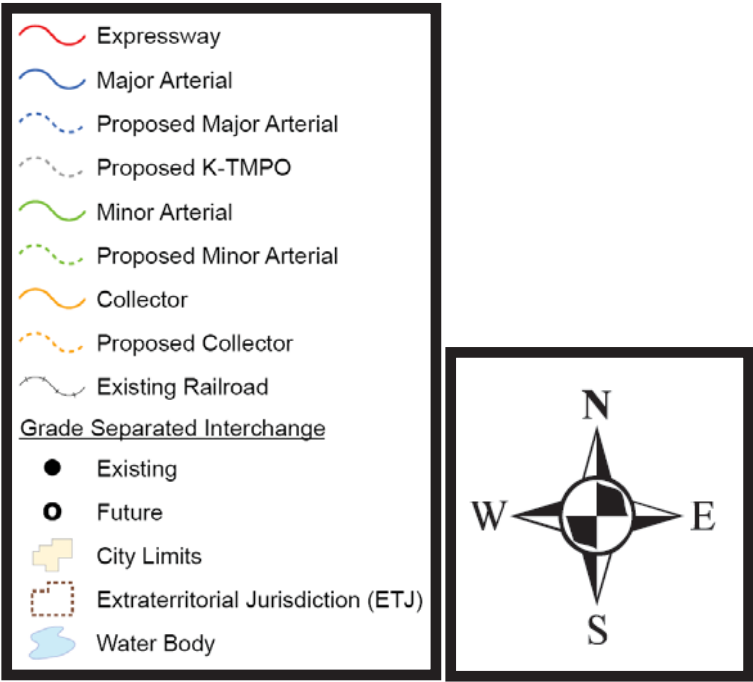 Expressway
Major Arterial
Proposed Major Arterial
Proposed K-TMPO
Minor Arterial
Proposed Minor Arterial
Collector
Proposed Collector
Existing Railroad
Grade Separated Interchange
Existing
Future
City Limits
Extraterritorial Jurisdiction (ETJ)
Water Body
N
W E
S